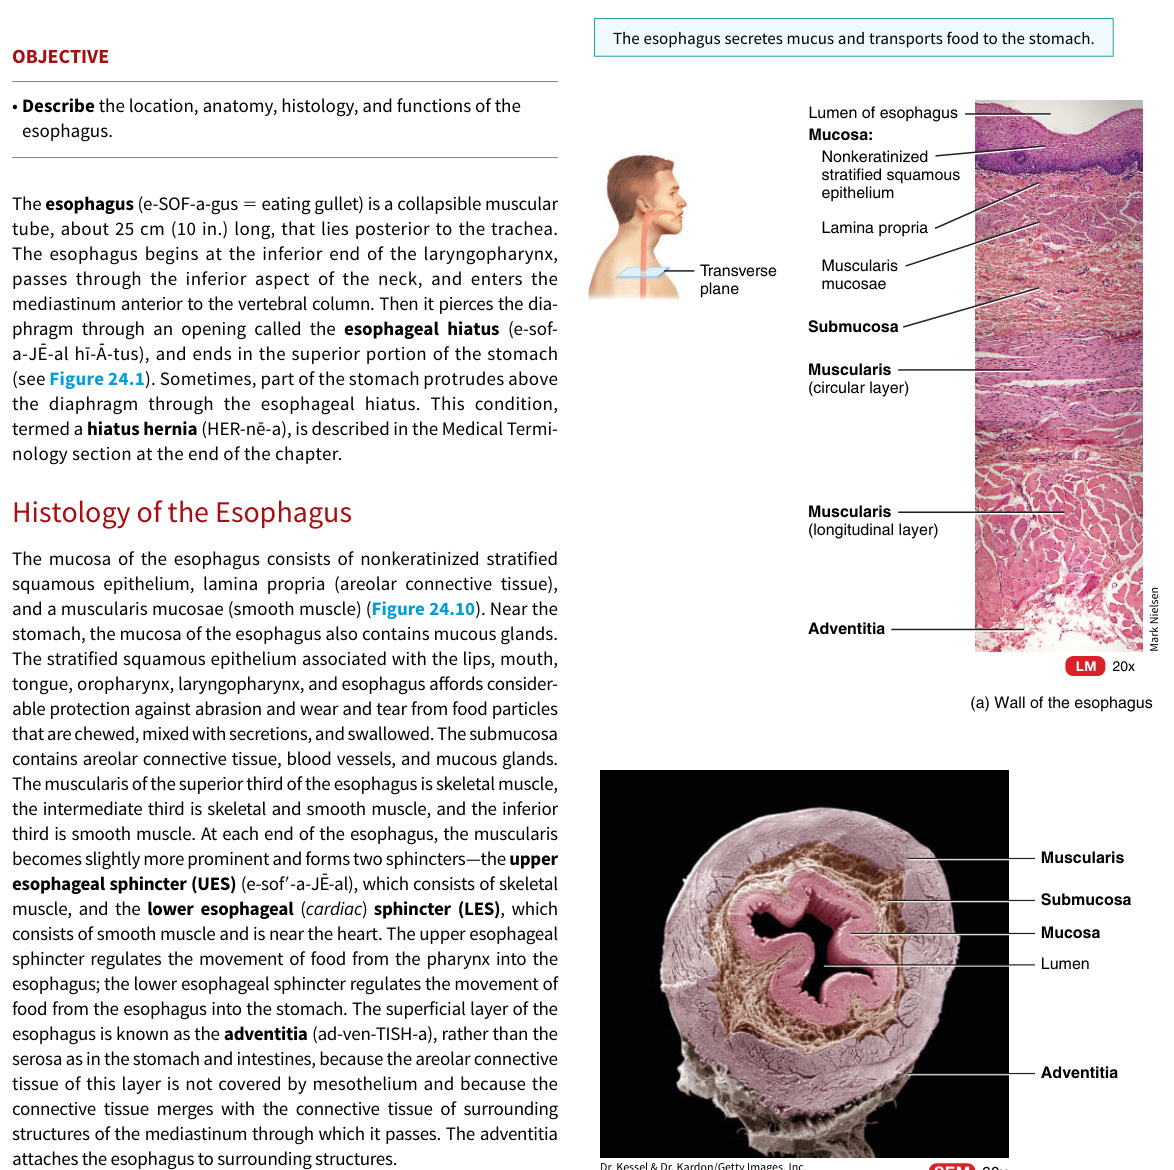 OBJECTIVE
• Describe the location, anatomy, histology, and functions of the
esophagus.
The esophagus (e-SOF-a-gus = eating gullet) is a collapsible muscular
tube, about 25 cm (10 in.) long, that lies posterior to the trachea.
The esophagus begins at the inferior end of the laryngopharynx,
passes through the inferior aspect of the neck, and enters the
mediastinum anterior to the vertebral column. Then it pierces the dia-
phragm through an opening called the esophageal hiatus (e-sof-
a-JĒ-al hī-Ā-tus), and ends in the superior portion of the stomach
(see Figure 24.1). Sometimes, part of the stomach protrudes above
the diaphragm through the esophageal hiatus. This condition,
termed a hiatus hernia (HER-nē-a), is described in the Medical Termi-
nology section at the end of the chapter.
Histology of the Esophagus
The mucosa of the esophagus consists of nonkeratinized stratified
squamous epithelium, lamina propria (areolar connective tissue),
and a muscularis mucosae (smooth muscle) (Figure 24.10). Near the
stomach, the mucosa of the esophagus also contains mucous glands.
The stratified squamous epithelium associated with the lips, mouth,
tongue, oropharynx, laryngopharynx, and esophagus affords consider-
able protection against abrasion and wear and tear from food particles
that are chewed, mixed with secretions, and swallowed. The submucosa
contains areolar connective tissue, blood vessels, and mucous glands.
The muscularis of the superior third of the esophagus is skeletal muscle,
the intermediate third is skeletal and smooth muscle, and the inferior
third is smooth muscle. At each end of the esophagus, the muscularis
becomes slightly more prominent and forms two sphincters—the upper
esophageal sphincter (UES) (e-sof′-a-JĒ-al), which consists of skeletal
muscle, and the lower esophageal (cardiac) sphincter (LES), which
consists of smooth muscle and is near the heart. The upper esophageal
sphincter regulates the movement of food from the pharynx into the
esophagus; the lower esophageal sphincter regulates the movement of
food from the esophagus into the stomach. The superficial layer of the
esophagus is known as the adventitia (ad-ven-TISH-a), rather than the
serosa as in the stomach and intestines, because the areolar connective
tissue of this layer is not covered by mesothelium and because the
connective tissue merges with the connective tissue of surrounding
structures of the mediastinum through which it passes. The adventitia
attaches the esophagus to surrounding structures.
The esophagus secretes mucus and transports food to the stomach.
Transverse
plane
Lumen of esophagus
Mucosa:
Nonkeratinized
stratified squamous
epithelium
Lamina propria
Muscularis
mucosae
Submucosa
Muscularis
(circular layer)
Muscularis
(longitudinal layer)
Adventitia
Mark Nielsen
LM 20x
(a) Wall of the esophagus
Muscularis
Submucosa
Mucosa
Lumen
Adventitia
Dr. Kessel & Dr. Kardon/Getty Images, Inc.
SEM